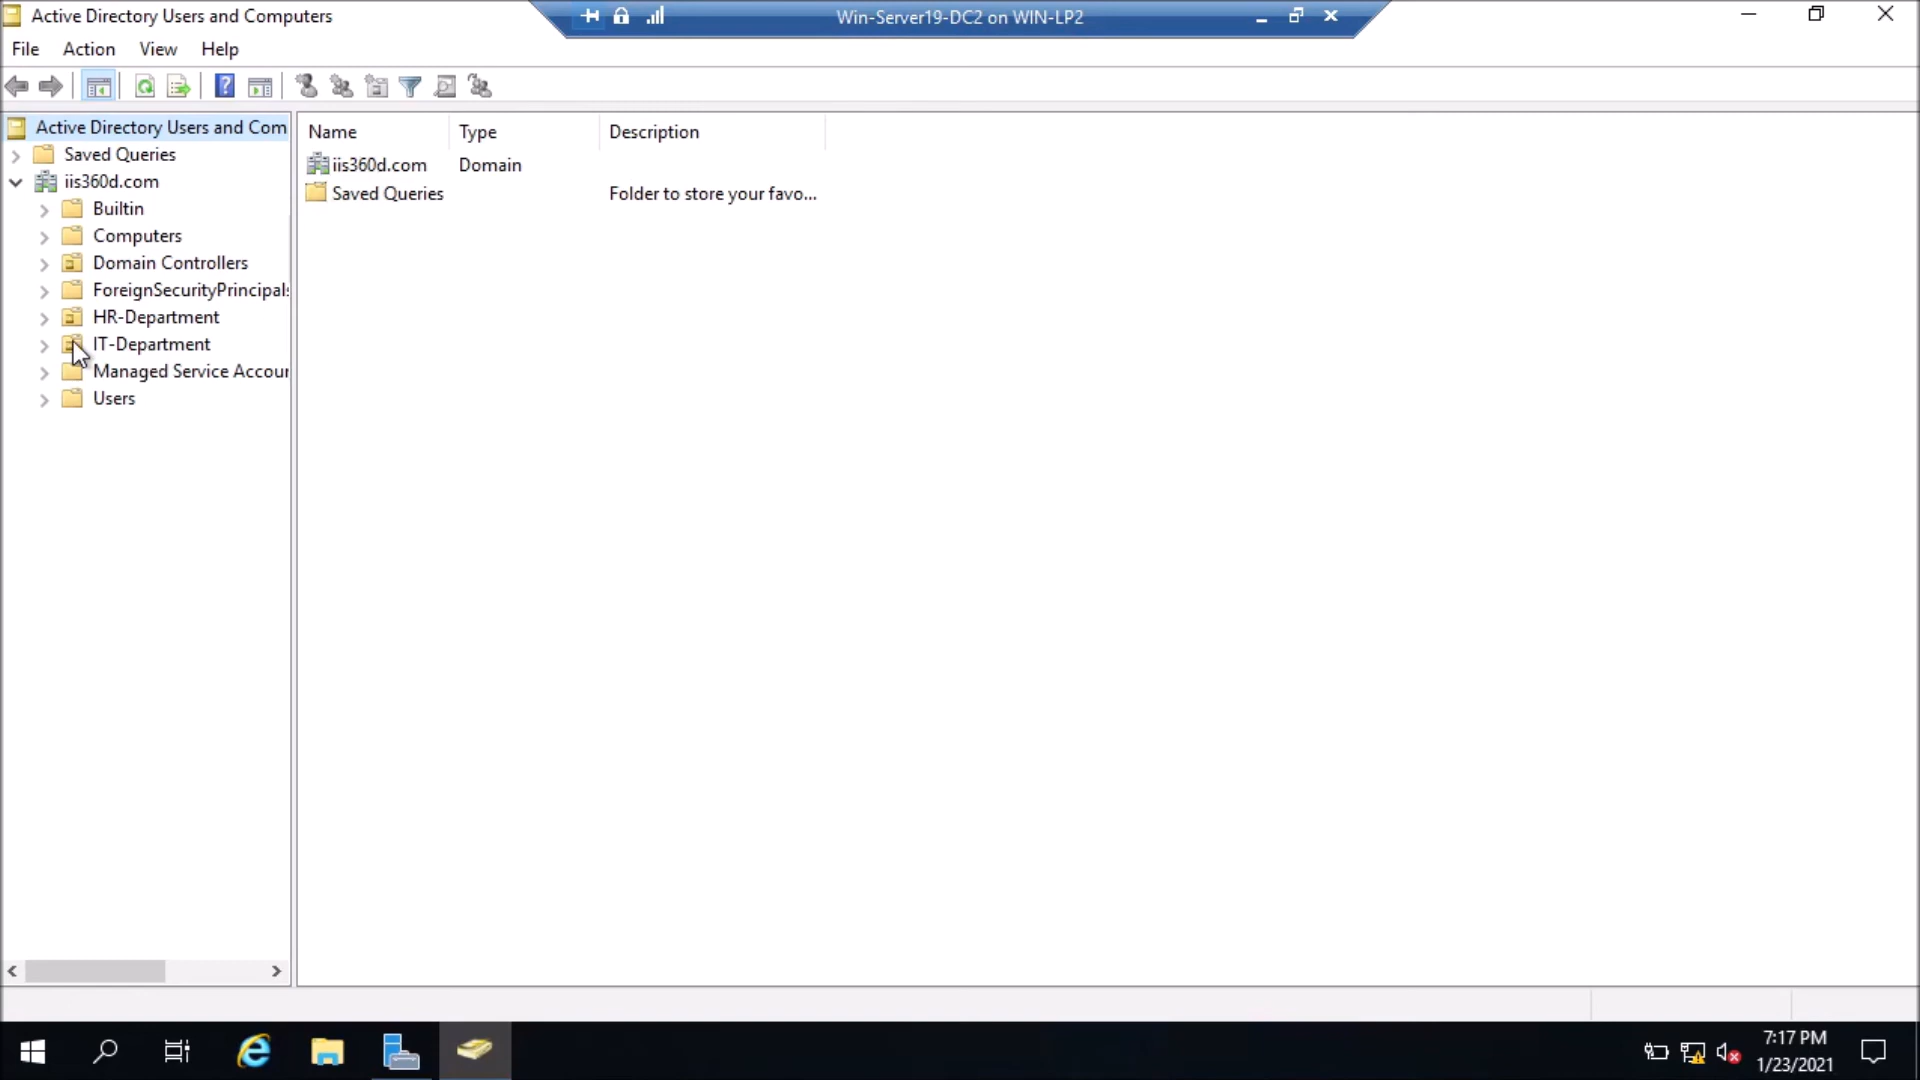 Active Directory Users and Computers
Win-Server19-DC2 on WIN-LP2
File Action View Help
Active Directory Users and Com
Saved Queries
iis360d.com
Builtin
Computers
Domain Controllers
ForeignSecurityPrincipals
HR-Department
IT-Department
Managed Service Accoun
Users
Name Type Description
iis360d.com Domain
Saved Queries Folder to store your favo...
7:17 PM
1/23/2021